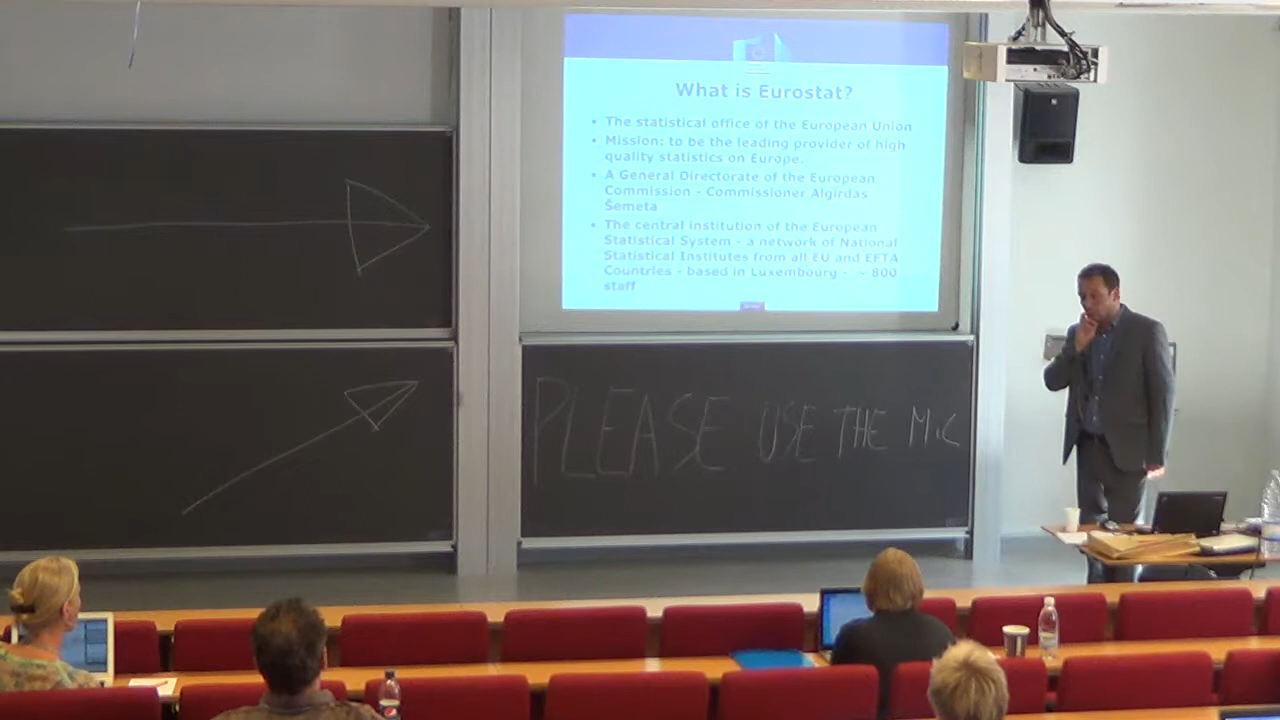 What is Eurostat?
• The statistical office of the European Union
• Mission: to be the leading provider of high
quality statistics on Europe.
• A General Directorate of the European
Commission - Commissioner Algirdas
Šemeta
• The central institution of the European
Statistical System - a network of National
Statistical Institutes from all EU and EFTA
Countries - based in Luxembourg - ~ 800
staff
PLEASE USE THE MIC